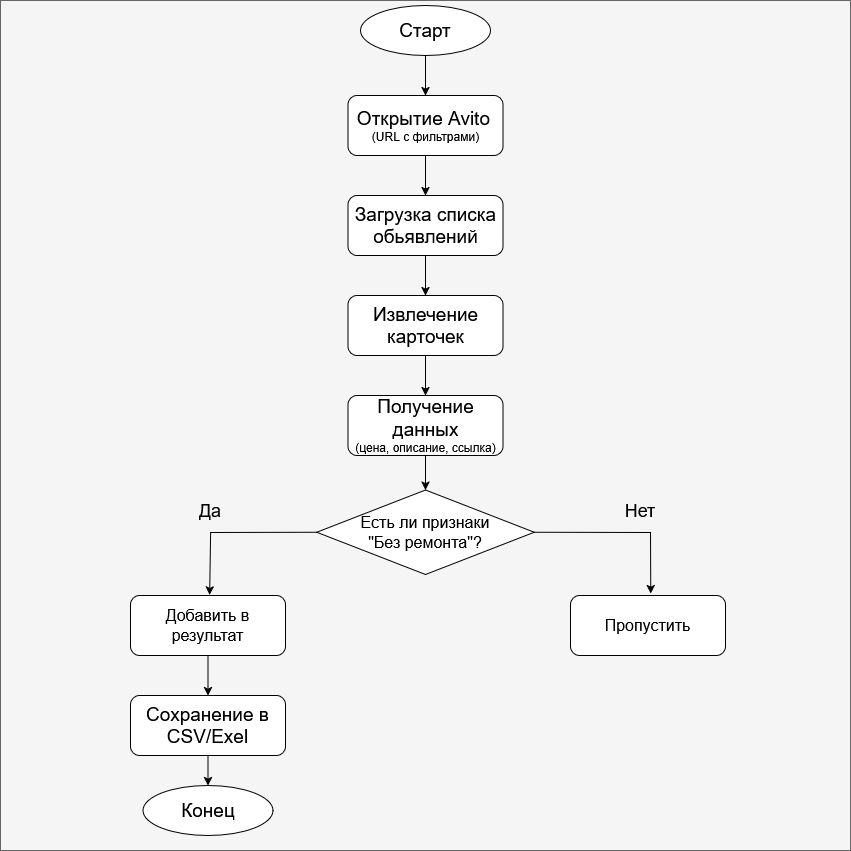 Старт
Открытие Avito
(URL с фильтрами)
Загрузка списка
обьявлений
Извлечение
карточек
Получение
данных
(цена, описание, ссылка)
Есть ли признаки
"Без ремонта"?
Да
Нет
Добавить в
результат
Пропустить
Сохранение в
CSV/Exel
Конец